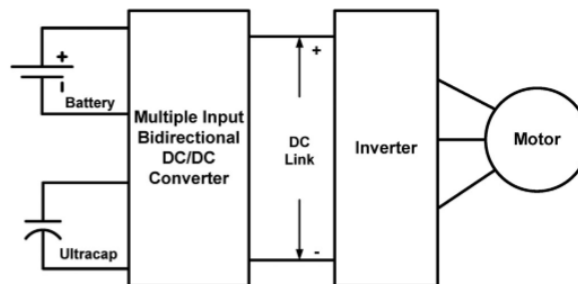 +
-
Battery
Ultracap
Multiple Input
Bidirectional
DC/DC
Converter
+
DC
Link
-
Inverter
Motor